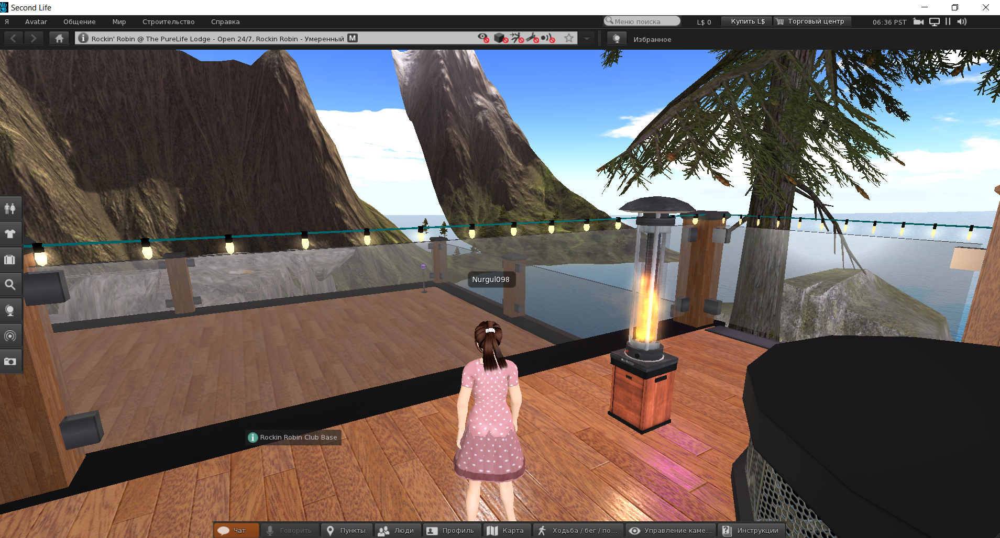 Second Life
Я Avatar Общение Мир Строительство Справка Меню поиска L$ 0 Купить L$ Торговый центр 06:36 PST
Rockin' Robin @ The PureLife Lodge - Open 24/7, Rockin Robin - Умеренный M Избранное
Nurgul098
Rockin Robin Club Base
Чат Говорить Пункты Люди Профиль Карта Ходьба / бег / по... Управление каме... Инструкции